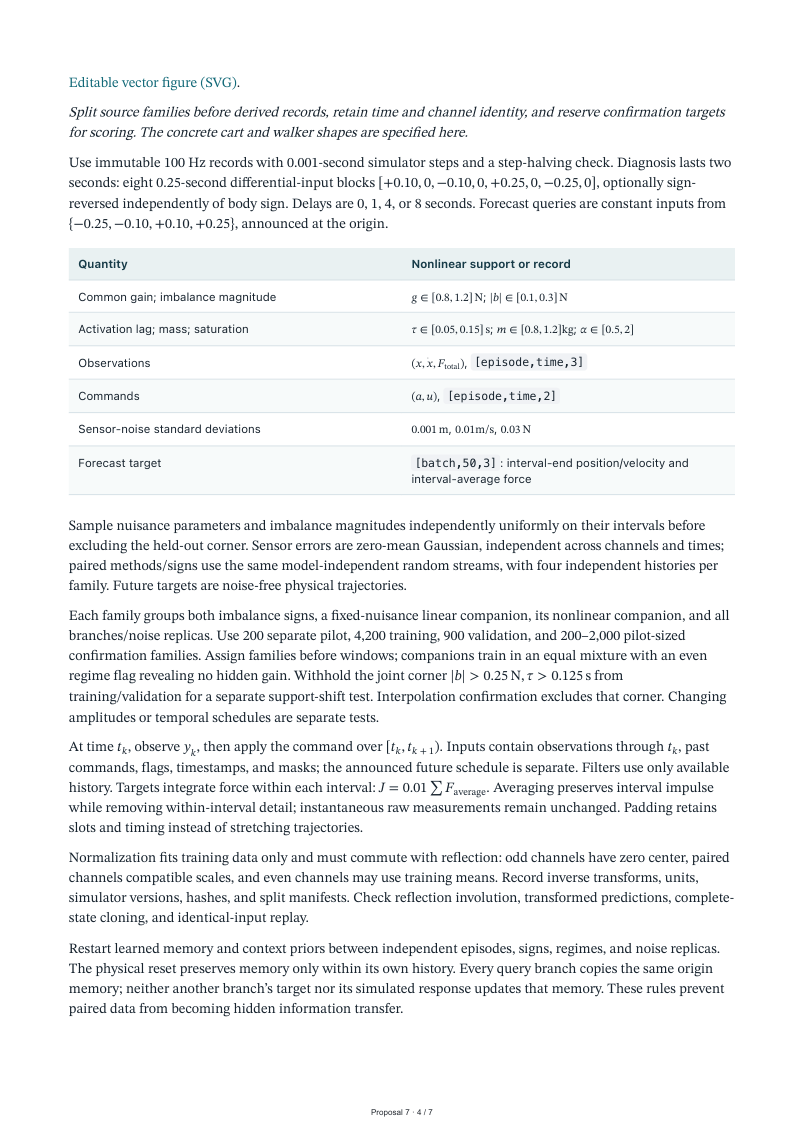 Editable vector figure (SVG).
Split source families before derived records, retain time and channel identity, and reserve confirmation targets
for scoring. The concrete cart and walker shapes are specified here.
Use immutable 100 Hz records with 0.001-second simulator steps and a step-halving check. Diagnosis lasts two
seconds: eight 0.25-second differential-input blocks [+0.10, 0, −0.10, 0, +0.25, 0, −0.25, 0], optionally sign-
reversed independently of body sign. Delays are 0, 1, 4, or 8 seconds. Forecast queries are constant inputs from
{−0.25, −0.10, +0.10, +0.25}, announced at the origin.
Quantity Nonlinear support or record
Common gain; imbalance magnitude g ∈ [0.8, 1.2] N; |b| ∈ [0.1, 0.3] N
Activation lag; mass; saturation τ ∈ [0.05, 0.15] s; m ∈ [0.8, 1.2]kg; α ∈ [0.5, 2]
Observations (x, ẋ, F_total), [episode,time,3]
Commands (a, u), [episode,time,2]
Sensor-noise standard deviations 0.001 m, 0.01m/s, 0.03 N
Forecast target [batch,50,3] : interval-end position/velocity and
interval-average force
Sample nuisance parameters and imbalance magnitudes independently uniformly on their intervals before
excluding the held-out corner. Sensor errors are zero-mean Gaussian, independent across channels and times;
paired methods/signs use the same model-independent random streams, with four independent histories per
family. Future targets are noise-free physical trajectories.
Each family groups both imbalance signs, a fixed-nuisance linear companion, its nonlinear companion, and all
branches/noise replicas. Use 200 separate pilot, 4,200 training, 900 validation, and 200–2,000 pilot-sized
confirmation families. Assign families before windows; companions train in an equal mixture with an even
regime flag revealing no hidden gain. Withhold the joint corner |b| > 0.25 N, τ > 0.125 s from
training/validation for a separate support-shift test. Interpolation confirmation excludes that corner. Changing
amplitudes or temporal schedules are separate tests.
At time t_k, observe y_k, then apply the command over [t_k, t_{k+1}). Inputs contain observations through t_k, past
commands, flags, timestamps, and masks; the announced future schedule is separate. Filters use only available
history. Targets integrate force within each interval: J = 0.01 ∑ F_average. Averaging preserves interval impulse
while removing within-interval detail; instantaneous raw measurements remain unchanged. Padding retains
slots and timing instead of stretching trajectories.
Normalization fits training data only and must commute with reflection: odd channels have zero center, paired
channels compatible scales, and even channels may use training means. Record inverse transforms, units,
simulator versions, hashes, and split manifests. Check reflection involution, transformed predictions, complete-
state cloning, and identical-input replay.
Restart learned memory and context priors between independent episodes, signs, regimes, and noise replicas.
The physical reset preserves memory only within its own history. Every query branch copies the same origin
memory; neither another branch’s target nor its simulated response updates that memory. These rules prevent
paired data from becoming hidden information transfer.
Proposal 7 · 4 / 7